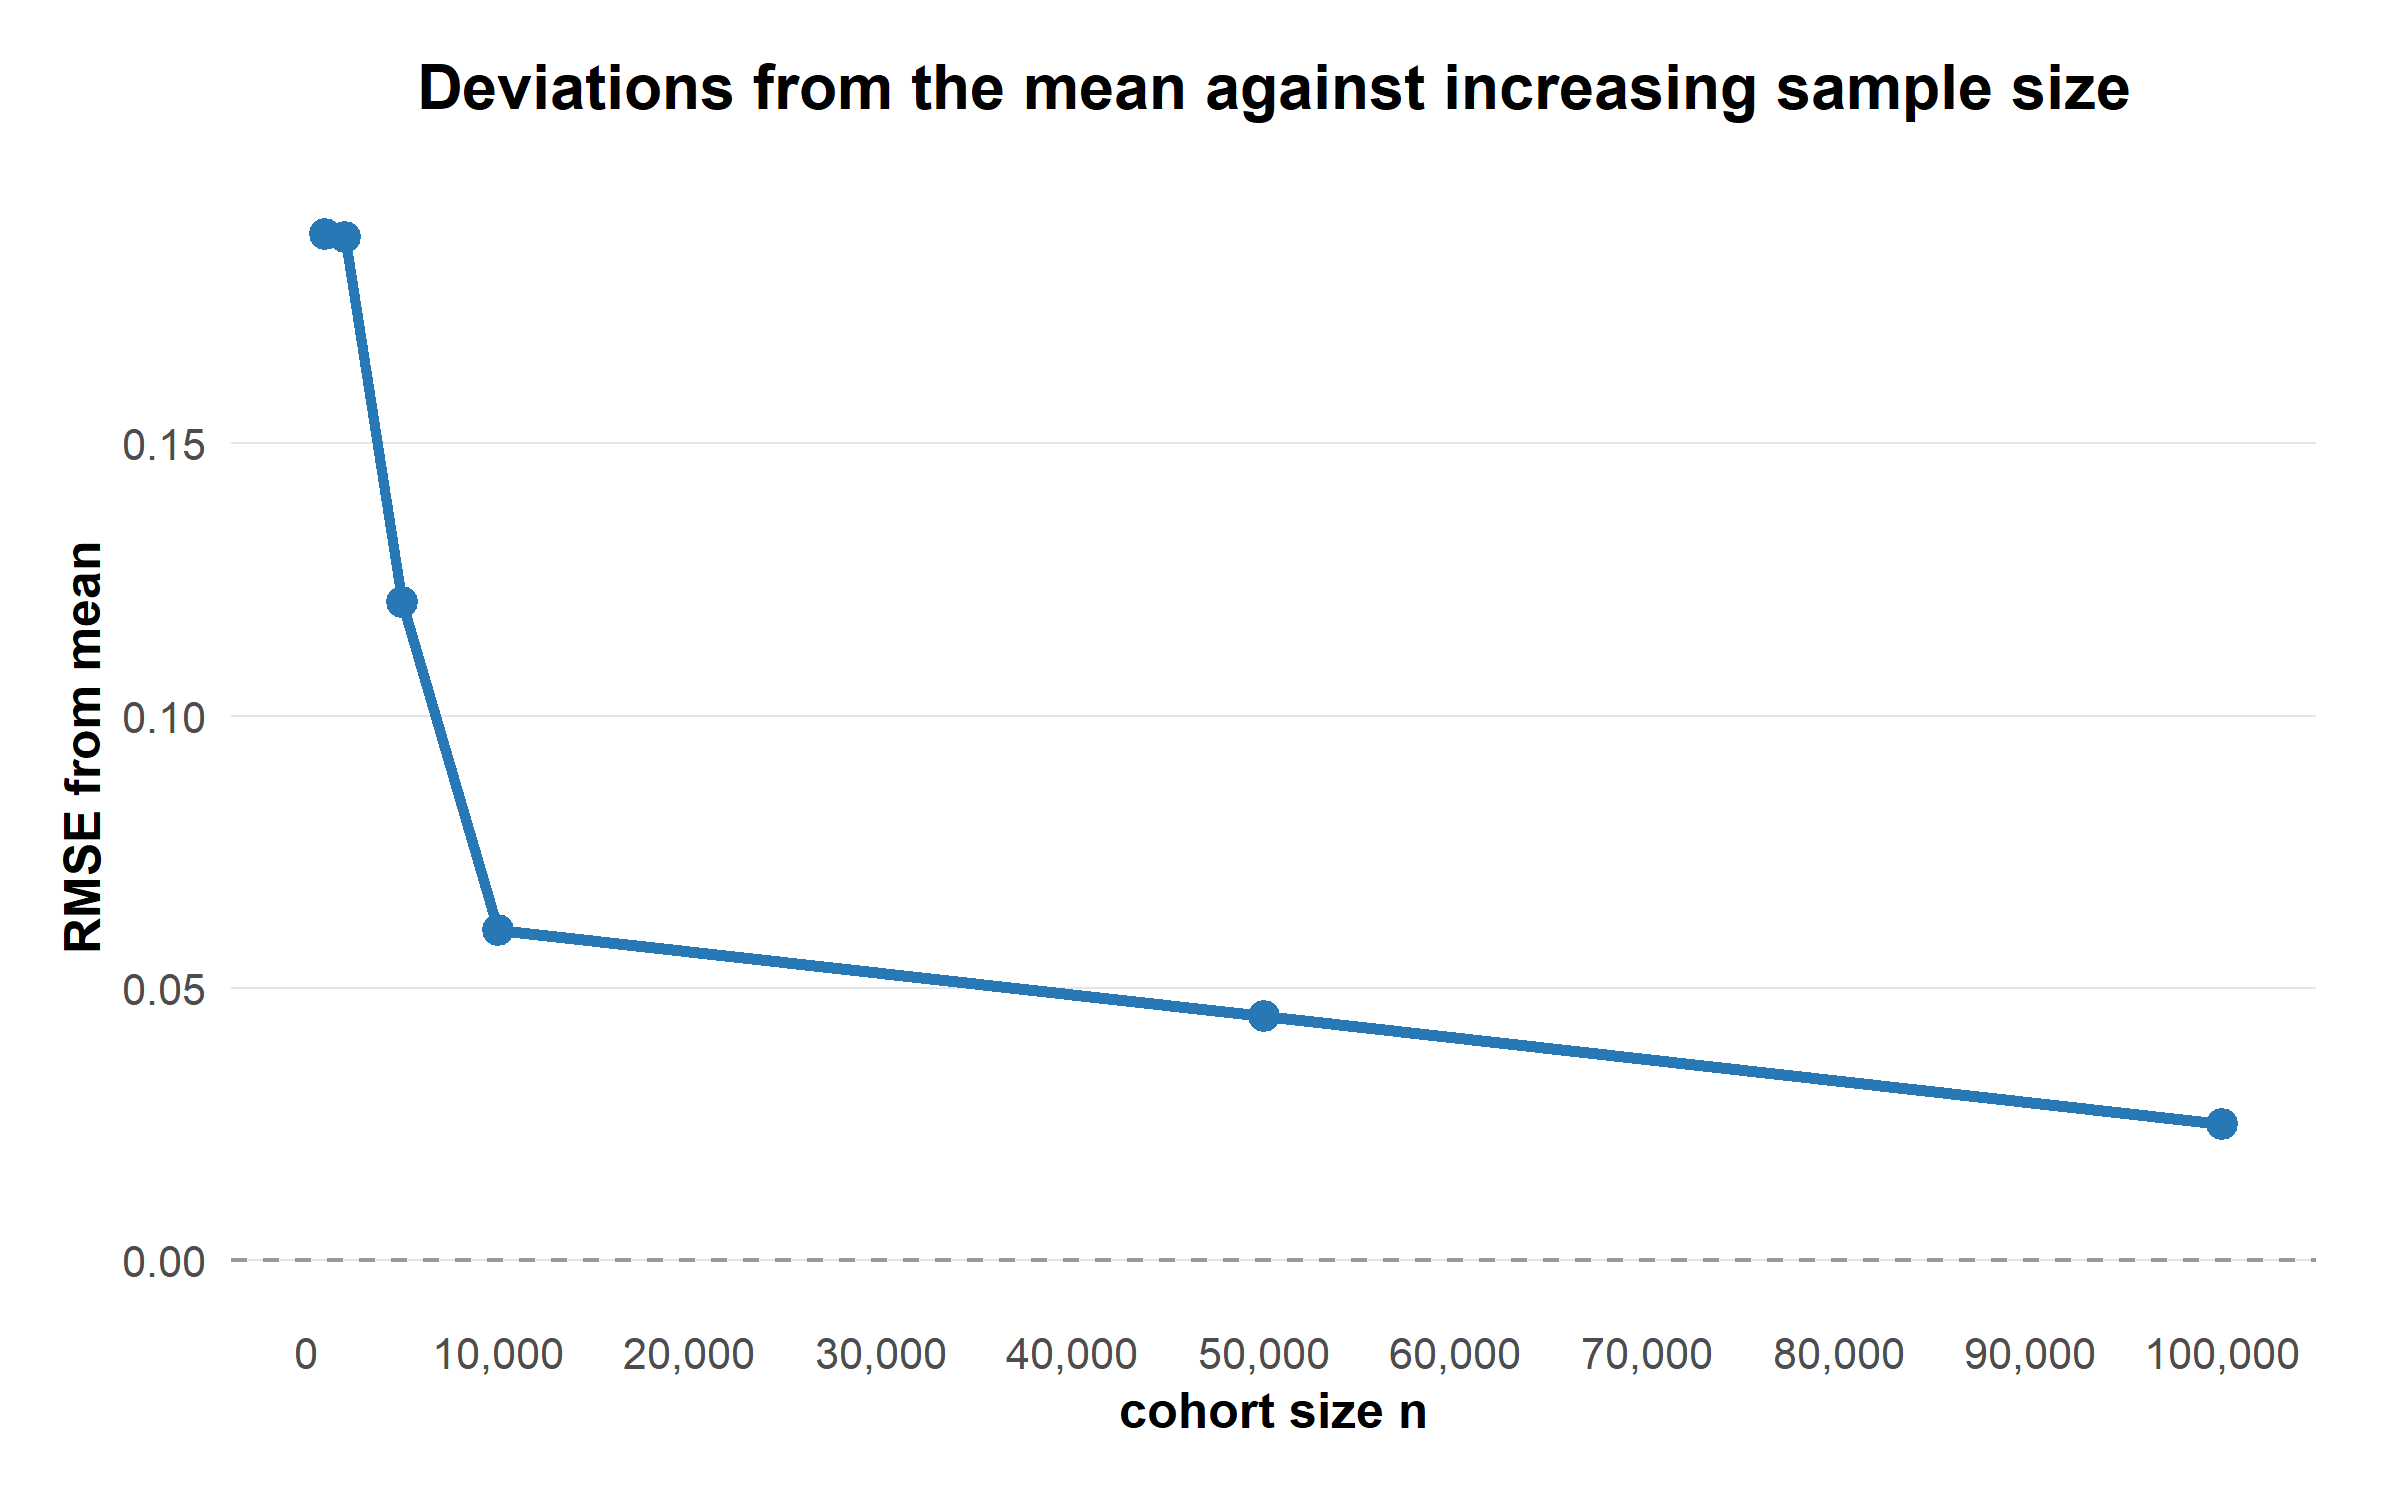 Deviations from the mean against increasing sample size
RMSE from mean
0.15
0.10
0.05
0.00
0 10,000 20,000 30,000 40,000 50,000 60,000 70,000 80,000 90,000 100,000
cohort size n